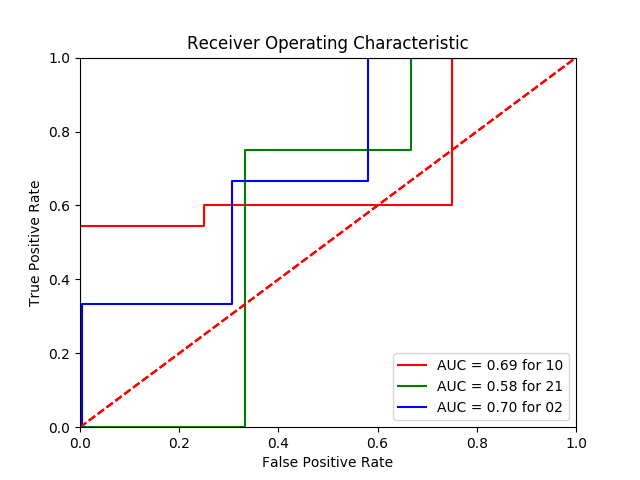 Receiver Operating Characteristic
1.0
0.8
0.6
0.4
0.2
0.0
True Positive Rate
AUC = 0.69 for 10
AUC = 0.58 for 21
AUC = 0.70 for 02
0.0 0.2 0.4 0.6 0.8 1.0
False Positive Rate